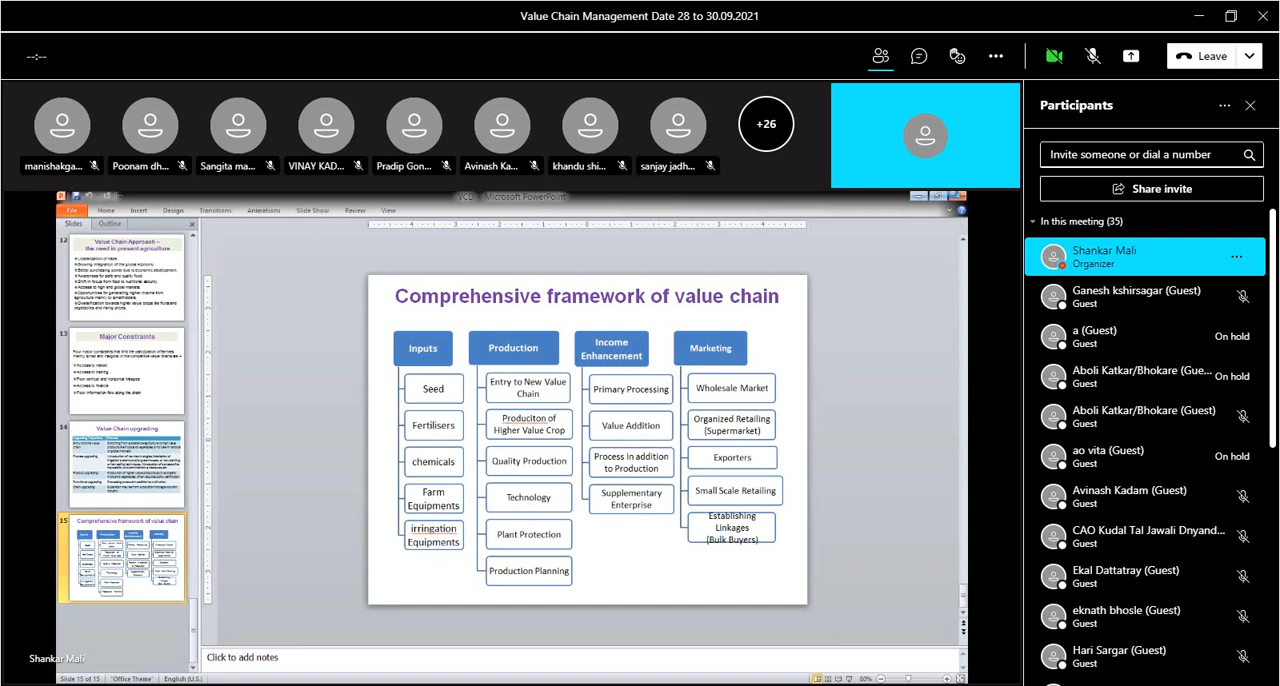 Value Chain Management Date 28 to 30.09.2021
--:--
Leave
manishakga...
Poonam dh...
Sangita ma...
VINAY KAD...
Pradip Gon...
Avinash Ka...
khandu shi...
sanjay jadh...
+26
VCD - Microsoft PowerPoint
File Home Insert Design Transitions Animations Slide Show Review View
Slides Outline
12
Value Chain Approach –
the need in present agriculture
13
Major Constraints
14
Value Chain upgrading
15
Comprehensive framework of value chain
Comprehensive framework of value chain
Inputs
Seed
Fertilisers
chemicals
Farm
Equipments
irringation
Equipments
Production
Entry to New Value
Chain
Produciton of
Higher Value Crop
Quality Production
Technology
Plant Protection
Production Planning
Income
Enhancement
Primary Processing
Value Addition
Process in addition
to Production
Supplementary
Enterprise
Marketing
Wholesale Market
Organized Retailing
(Supermarket)
Exporters
Small Scale Retailing
Establishing
Linkages
(Bulk Buyers)
Click to add notes
Shankar Mali
Slide 15 of 15 "Office Theme" English (U.S.)
60%
Participants
Invite someone or dial a number
Share invite
In this meeting (35)
Shankar Mali
Organizer
Ganesh kshirsagar (Guest)
Guest
a (Guest)
Guest
On hold
Aboli Katkar/Bhokare (Gue...
Guest
On hold
Aboli Katkar/Bhokare (Guest)
Guest
ao vita (Guest)
Guest
On hold
Avinash Kadam (Guest)
Guest
CAO Kudal Tal Jawali Dnyand...
Guest
Ekal Dattatray (Guest)
Guest
eknath bhosle (Guest)
Guest
Hari Sargar (Guest)
Guest